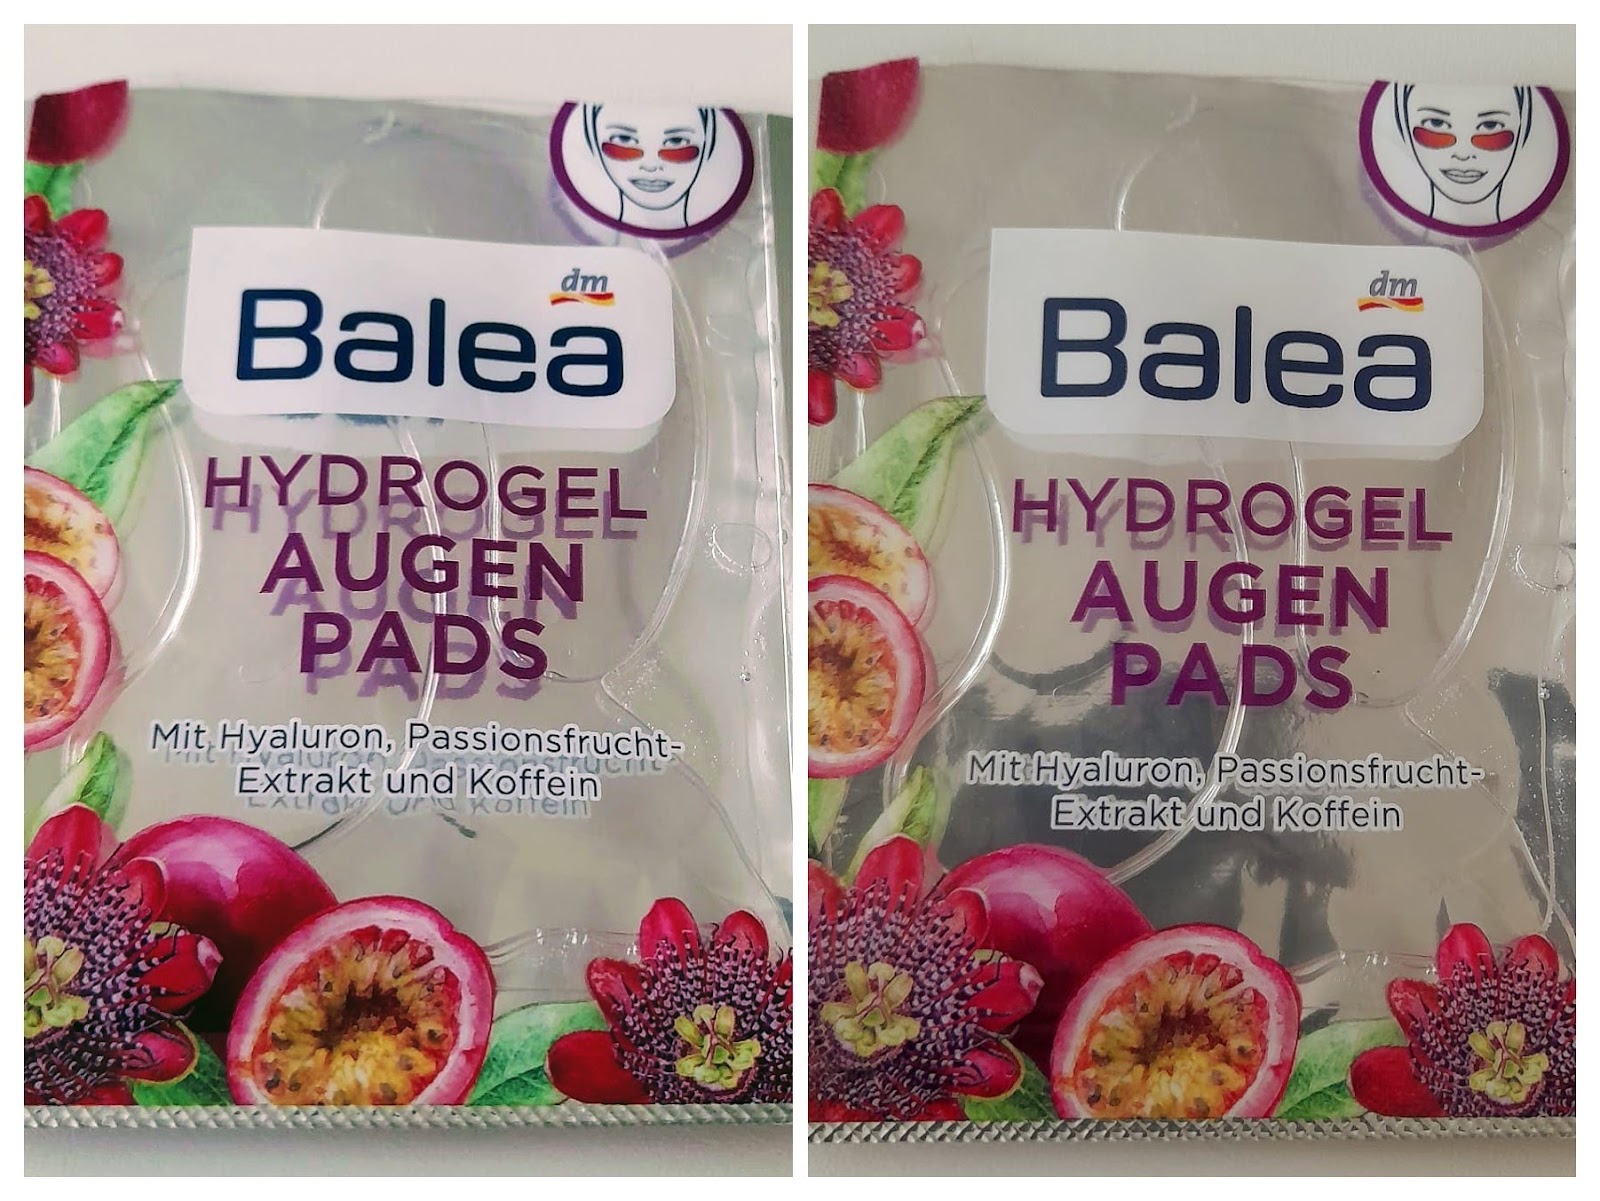 dm
Balea
HYDROGEL
AUGEN
PADS
Mit Hyaluron, Passionsfrucht-
Extrakt und Koffein
dm
Balea
HYDROGEL
AUGEN
PADS
Mit Hyaluron, Passionsfrucht-
Extrakt und Koffein